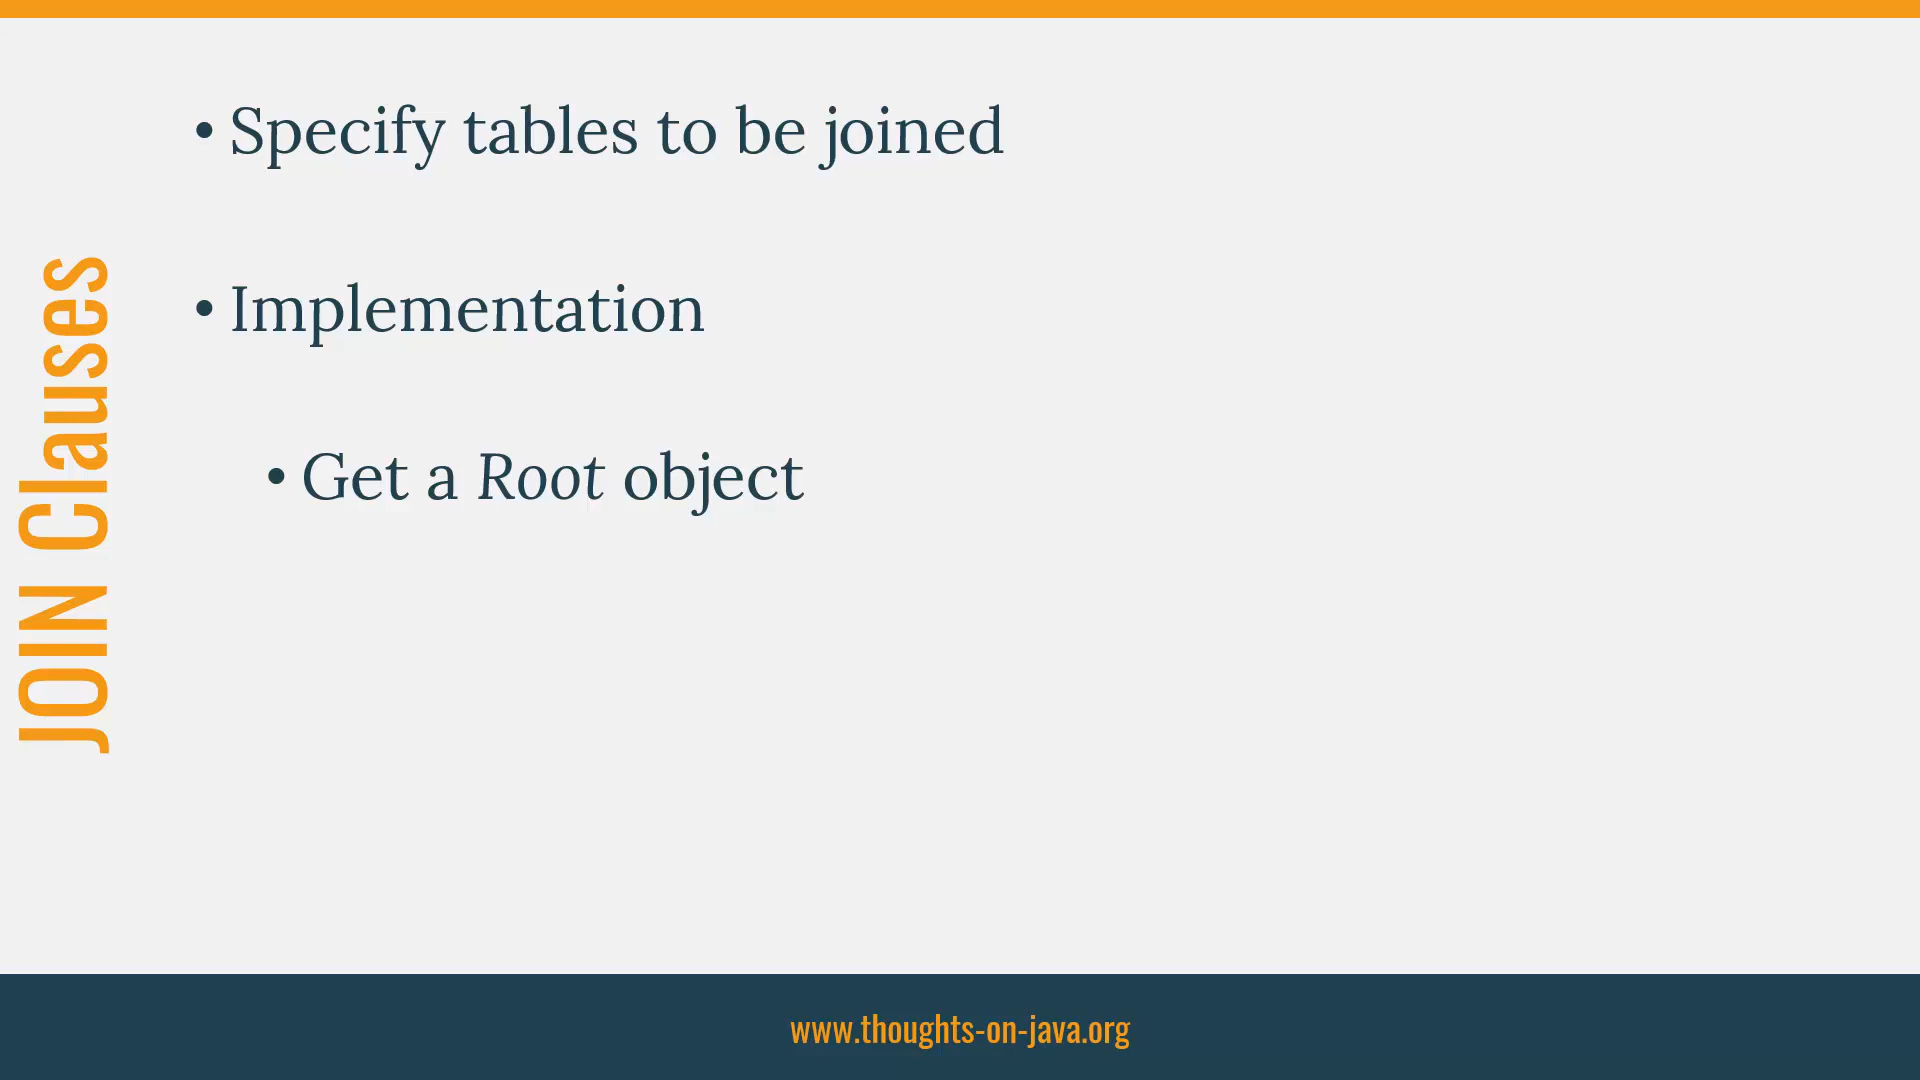 JOIN Clauses
• Specify tables to be joined
• Implementation
• Get a Root object
www.thoughts-on-java.org